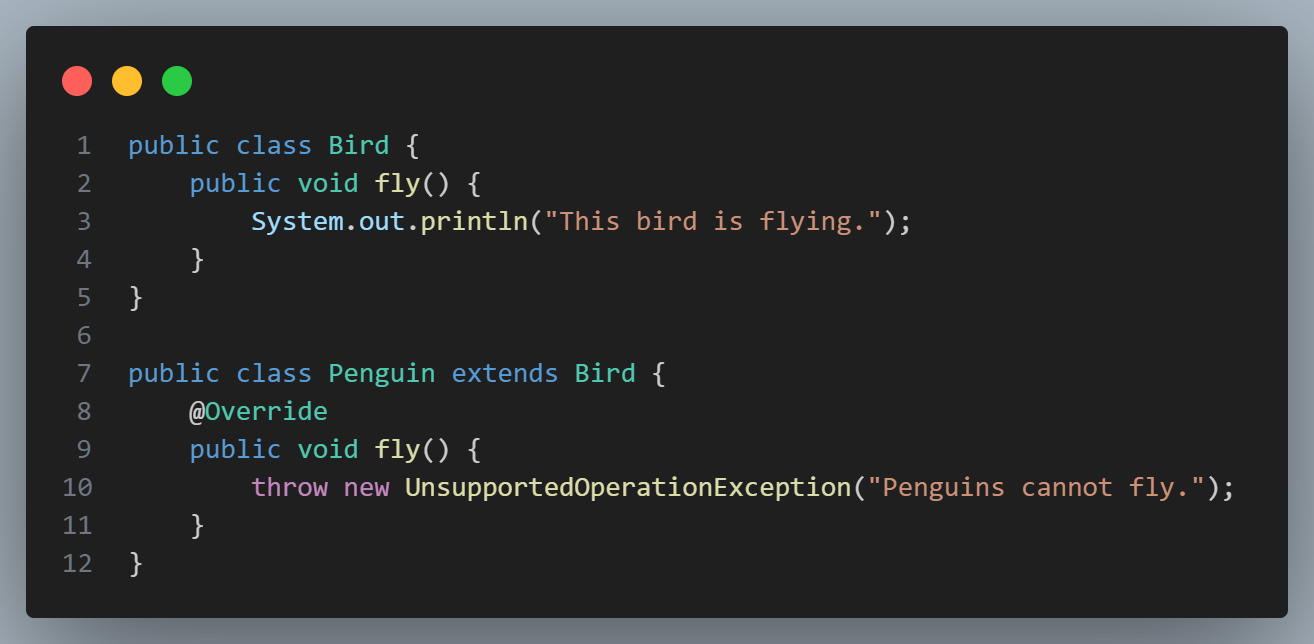 1 public class Bird {
2     public void fly() {
3         System.out.println("This bird is flying.");
4     }
5 }
6
7 public class Penguin extends Bird {
8     @Override
9     public void fly() {
10         throw new UnsupportedOperationException("Penguins cannot fly.");
11     }
12 }